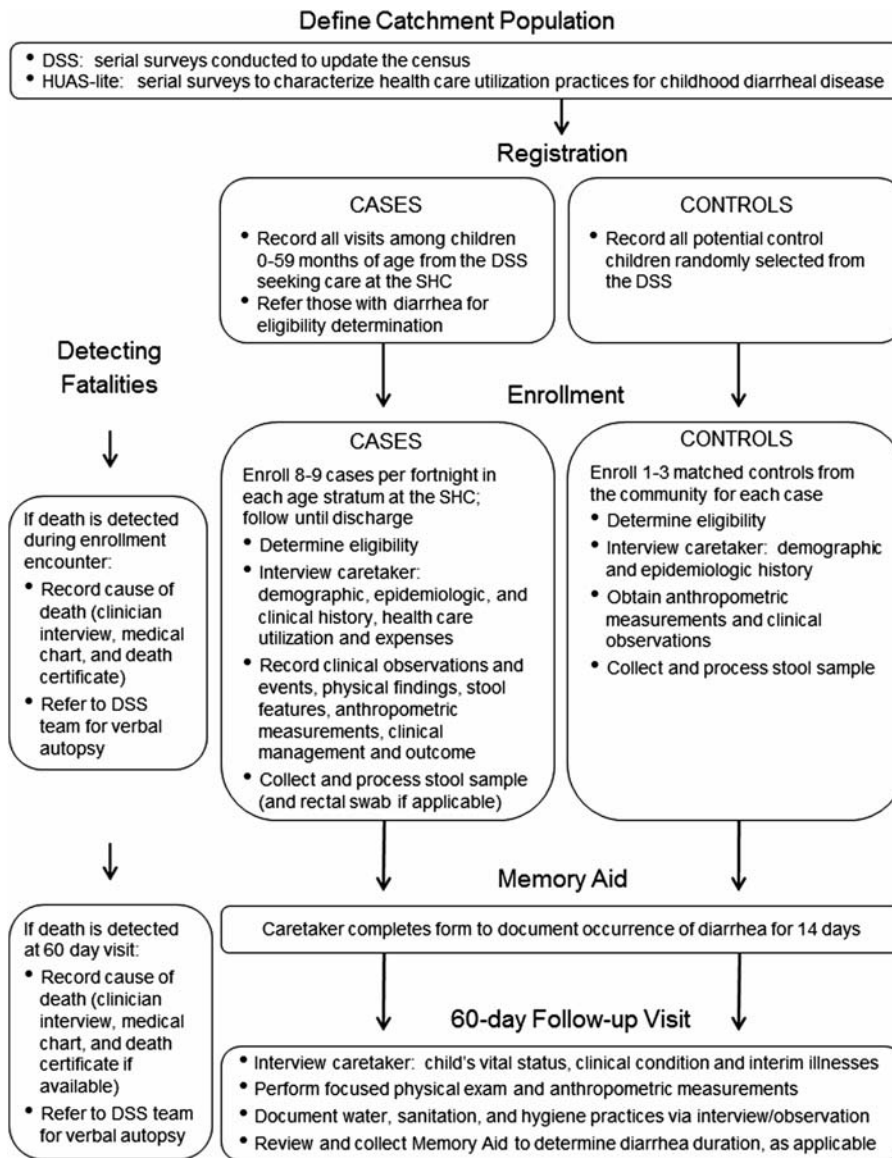 Define Catchment Population
• DSS: serial surveys conducted to update the census
• HUAS-lite: serial surveys to characterize health care utilization practices for childhood diarrheal disease
Registration
CASES
• Record all visits among children
0-59 months of age from the DSS
seeking care at the SHC
• Refer those with diarrhea for
eligibility determination
CONTROLS
• Record all potential control
children randomly selected from
the DSS
Detecting
Fatalities
Enrollment
CASES
Enroll 8-9 cases per fortnight in
each age stratum at the SHC;
follow until discharge
• Determine eligibility
• Interview caretaker:
demographic, epidemiologic, and
clinical history, health care
utilization and expenses
• Record clinical observations and
events, physical findings, stool
features, anthropometric
measurements, clinical
management and outcome
• Collect and process stool sample
(and rectal swab if applicable)
CONTROLS
Enroll 1-3 matched controls from
the community for each case
• Determine eligibility
• Interview caretaker: demographic
and epidemiologic history
• Obtain anthropometric
measurements and clinical
observations
• Collect and process stool sample
If death is detected
during enrollment
encounter:
• Record cause of
death (clinician
interview, medical
chart, and death
certificate)
• Refer to DSS
team for verbal
autopsy
Memory Aid
Caretaker completes form to document occurrence of diarrhea for 14 days
If death is detected
at 60 day visit:
• Record cause of
death (clinician
interview, medical
chart, and death
certificate if
available)
• Refer to DSS team
for verbal autopsy
60-day Follow-up Visit
• Interview caretaker: child's vital status, clinical condition and interim illnesses
• Perform focused physical exam and anthropometric measurements
• Document water, sanitation, and hygiene practices via interview/observation
• Review and collect Memory Aid to determine diarrhea duration, as applicable